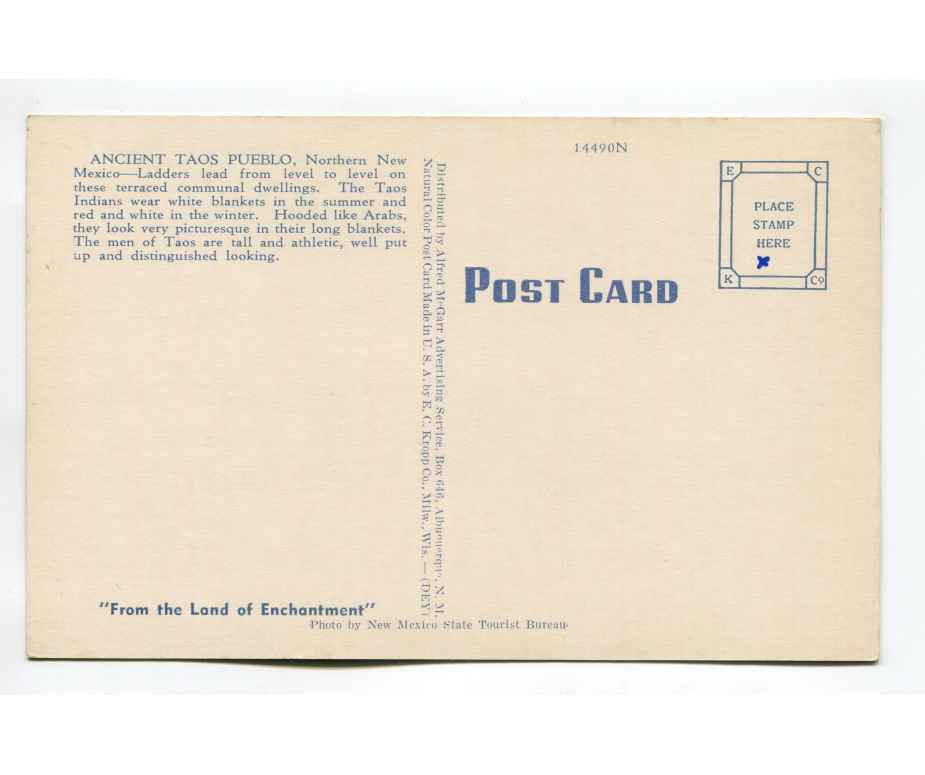 ANCIENT TAOS PUEBLO, Northern New
Mexico—Ladders lead from level to level on
these terraced communal dwellings. The Taos
Indians wear white blankets in the summer and
red and white in the winter. Hooded like Arabs,
they look very picturesque in their long blankets.
The men of Taos are tall and athletic, well put
up and distinguished looking.
"From the Land of Enchantment"
Distributed by Alfred McGarr Advertising Service, Box 646, Albuquerque, N. M.
Natural Color Post Card Made in U. S. A. by E. C. Kropp Co., Milw., Wis. — (DEY)
Photo by New Mexico State Tourist Bureau
14490N
POST CARD
E C
PLACE
STAMP
HERE
K Co